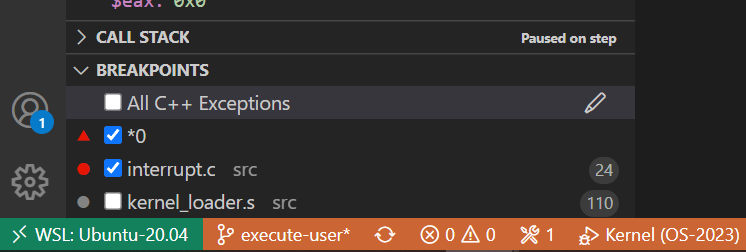 $eax: 0x0
CALL STACK Paused on step
BREAKPOINTS
All C++ Exceptions
*0
interrupt.c src 24
kernel_loader.s src 110
1
WSL: Ubuntu-20.04 execute-user* 0 0 1 Kernel (OS-2023)